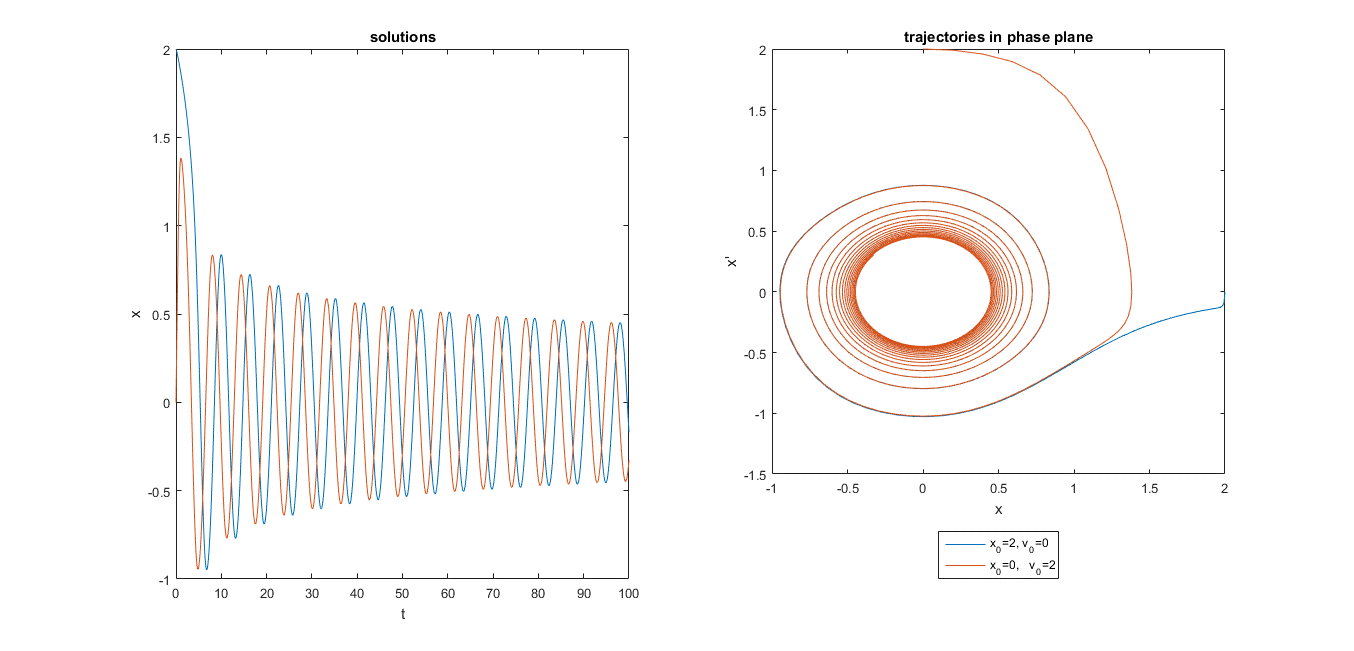 solutions
2
1.5
1
0.5
0
-0.5
-1
x
0 10 20 30 40 50 60 70 80 90 100
t
trajectories in phase plane
2
1.5
1
0.5
0
-0.5
-1
-1.5
x'
-1 -0.5 0 0.5 1 1.5 2
x
x0=2, v0=0
x0=0, v0=2